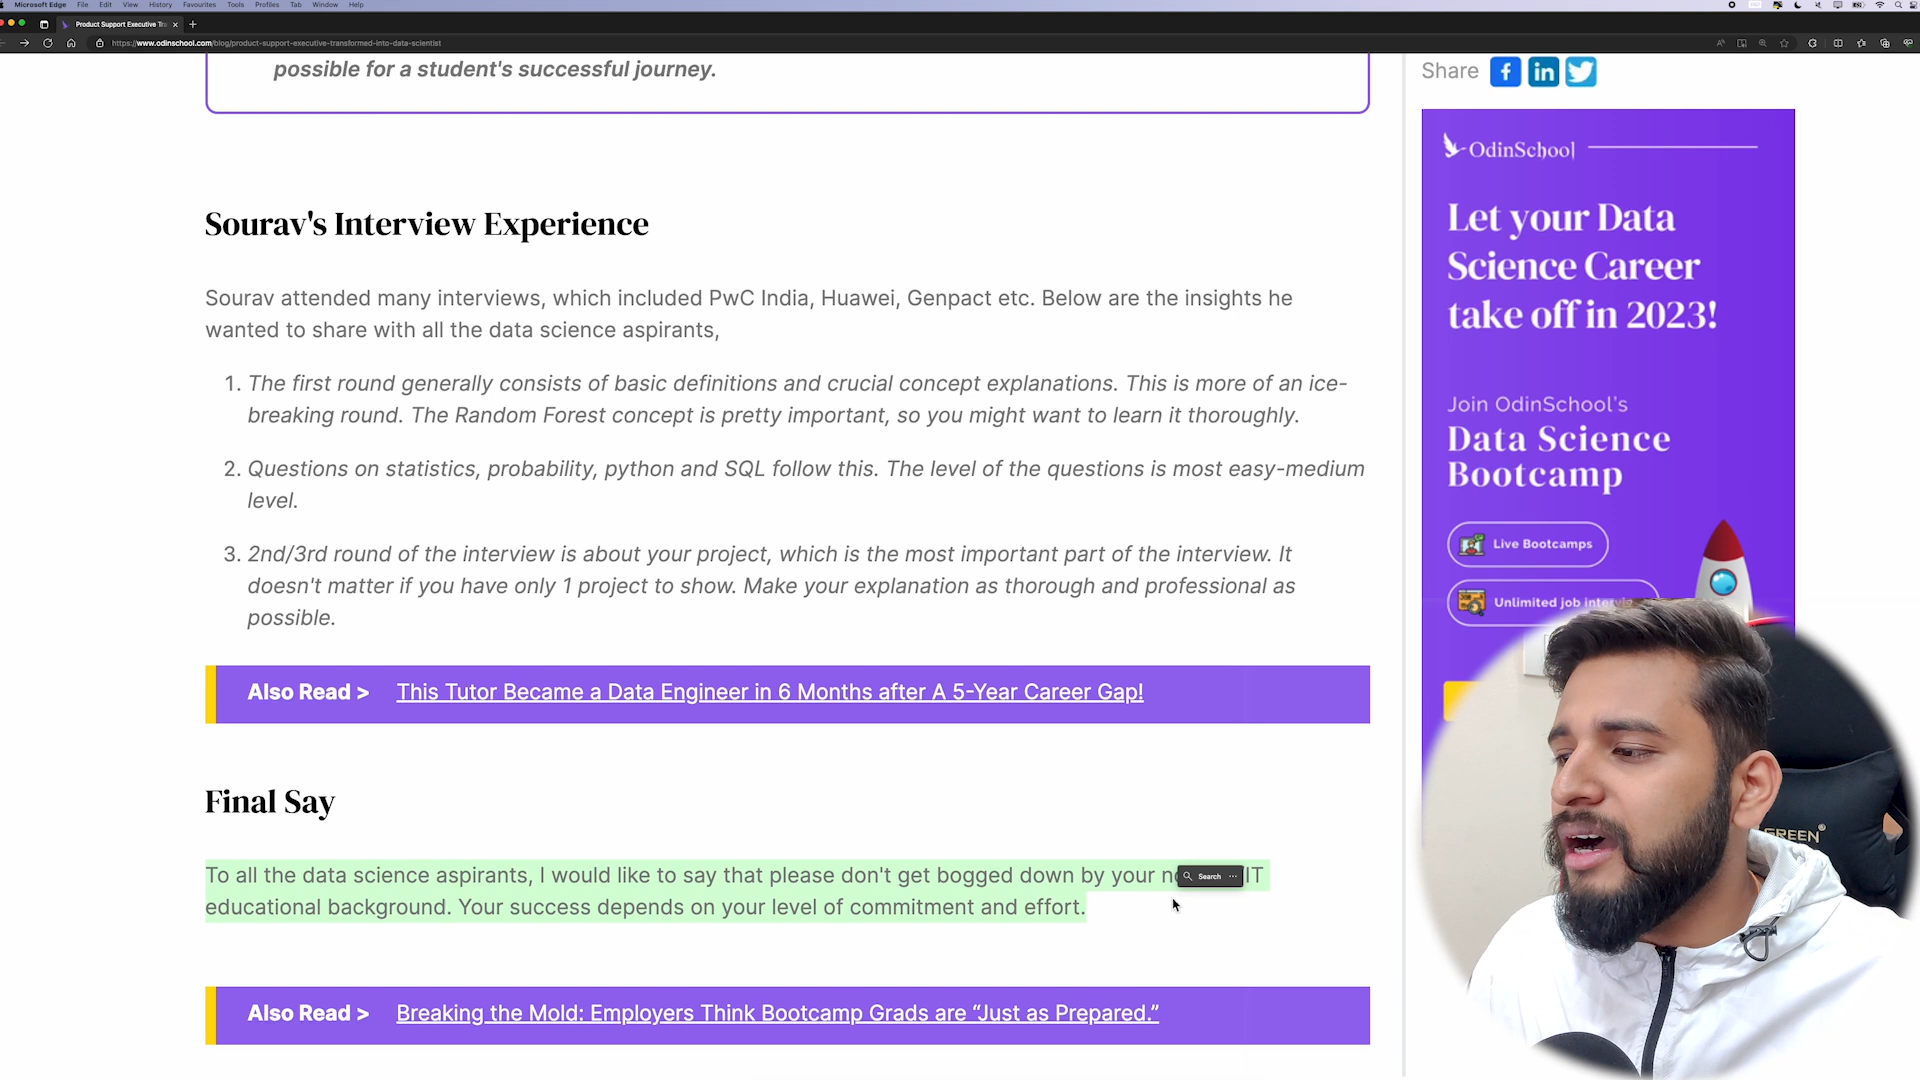 Microsoft Edge File Edit View History Favourites Tools Profiles Tab Window Help
Product Support Executive Tra
https://www.odinschool.com/blog/product-support-executive-transformed-into-data-scientist
possible for a student's successful journey.
Share
OdinSchool
Let your Data
Science Career
take off in 2023!
Join OdinSchool's
Data Science
Bootcamp
Live Bootcamps
Unlimited job
Sourav's Interview Experience
Sourav attended many interviews, which included PwC India, Huawei, Genpact etc. Below are the insights he
wanted to share with all the data science aspirants,
1. The first round generally consists of basic definitions and crucial concept explanations. This is more of an ice-
breaking round. The Random Forest concept is pretty important, so you might want to learn it thoroughly.
2. Questions on statistics, probability, python and SQL follow this. The level of the questions is most easy-medium
level.
3. 2nd/3rd round of the interview is about your project, which is the most important part of the interview. It
doesn't matter if you have only 1 project to show. Make your explanation as thorough and professional as
possible.
Also Read > This Tutor Became a Data Engineer in 6 Months after A 5-Year Career Gap!
Final Say
To all the data science aspirants, I would like to say that please don't get bogged down by your
Search ...
educational background. Your success depends on your level of commitment and effort.
Also Read > Breaking the Mold: Employers Think Bootcamp Grads are “Just as Prepared.”
GREEN®